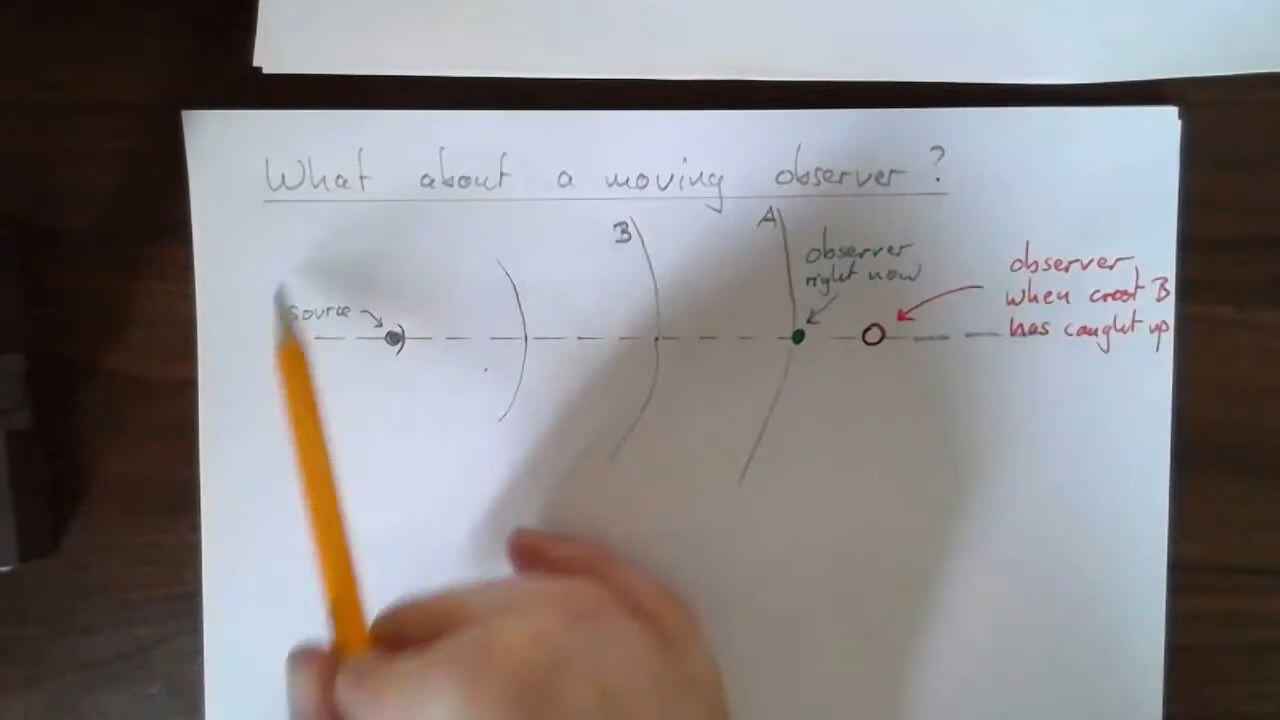 What about a moving observer?
B
A
observer
right now
source
observer
when crest B
has caught up